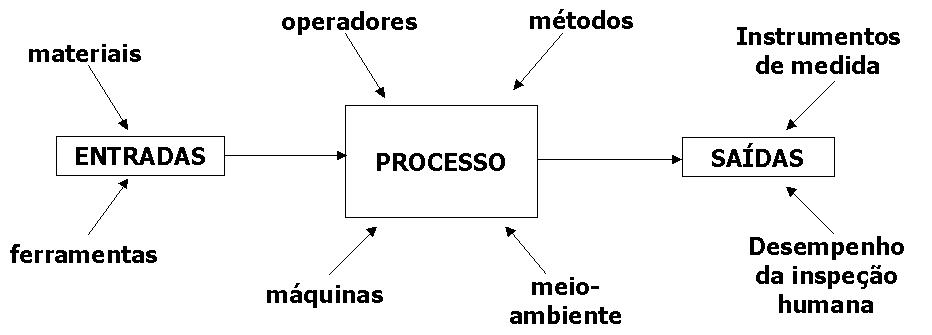 materiais
operadores
métodos
Instrumentos
de medida
ENTRADAS
PROCESSO
SAÍDAS
ferramentas
máquinas
meio-
ambiente
Desempenho
da inspeção
humana